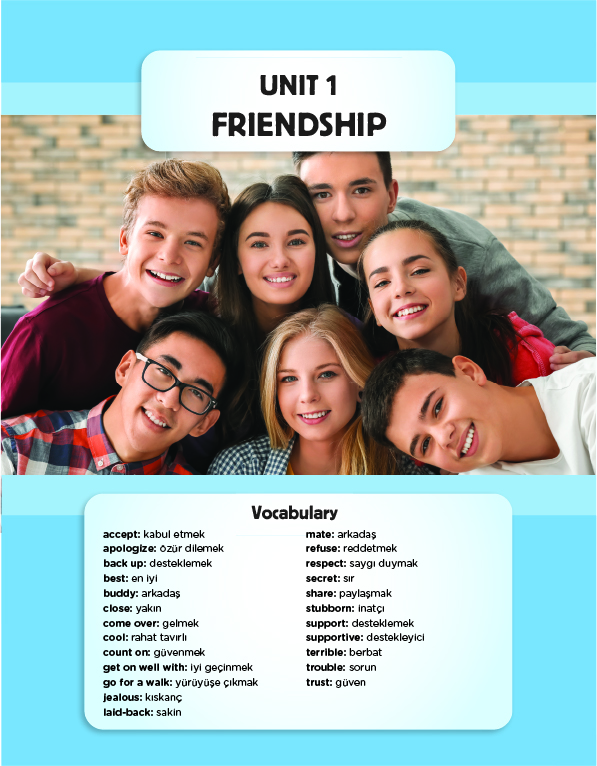 UNIT 1
FRIENDSHIP
Vocabulary
accept: kabul etmek
apologize: özür dilemek
back up: desteklemek
best: en iyi
buddy: arkadaş
close: yakın
come over: gelmek
cool: rahat tavırlı
count on: güvenmek
get on well with: iyi geçinmek
go for a walk: yürüyüşe çıkmak
jealous: kıskanç
laid-back: sakin
mate: arkadaş
refuse: reddetmek
respect: saygı duymak
secret: sır
share: paylaşmak
stubborn: inatçı
support: desteklemek
supportive: destekleyici
terrible: berbat
trouble: sorun
trust: güven